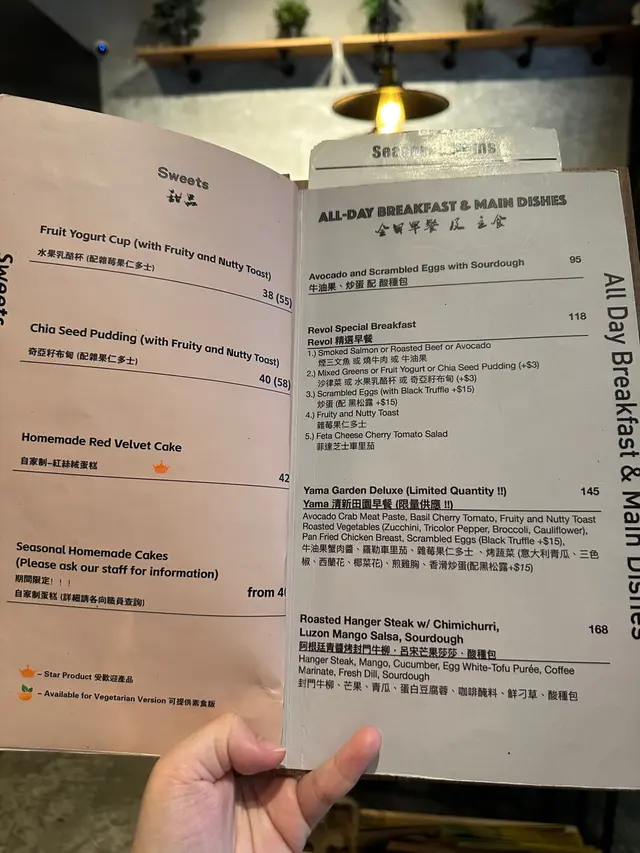 Sweets
甜品
Fruit Yogurt Cup (with Fruity and Nutty Toast)
水果乳酪杯 (配雜莓果仁多士)
38 (55)
Chia Seed Pudding (with Fruity and Nutty Toast)
奇亞籽布甸 (配雜果仁多士)
40 (58)
Homemade Red Velvet Cake
自家制–紅絲絨蛋糕
42
Seasonal Homemade Cakes
(Please ask our staff for information)
期間限定！！！
from 4
自家制蛋糕 (詳細請各向職員查詢)
– Star Product 受歡迎產品
– Available for Vegetarian Version 可提供素食版
Sweets
ALL-DAY BREAKFAST & MAIN DISHES
全日早餐 及 主食
Avocado and Scrambled Eggs with Sourdough 95
牛油果、炒蛋 配 酸種包
Revol Special Breakfast 118
Revol 精選早餐
1.) Smoked Salmon or Roasted Beef or Avocado
煙三文魚 或 燒牛肉 或 牛油果
2.) Mixed Greens or Fruit Yogurt or Chia Seed Pudding (+$3)
沙律菜 或 水果乳酪杯 或 奇亞籽布甸 (+$3)
3.) Scrambled Eggs (with Black Truffle +$15)
炒蛋 (配 黑松露 +$15)
4.) Fruity and Nutty Toast
雜莓果仁多士
5.) Feta Cheese Cherry Tomato Salad
菲達芝士車里茄
Yama Garden Deluxe (Limited Quantity !!) 145
Yama 清新田園早餐 (限量供應 !!)
Avocado Crab Meat Paste, Basil Cherry Tomato, Fruity and Nutty Toast
Roasted Vegetables (Zucchini, Tricolor Pepper, Broccoli, Cauliflower),
Pan Fried Chicken Breast, Scrambled Eggs (Black Truffle +$15),
牛油果蟹肉醬、羅勒車里茄、雜莓果仁多士 、烤蔬菜 (意大利青瓜、三色
椒、西蘭花、椰菜花) 、煎雞胸、香滑炒蛋(配黑松露+$15)
Roasted Hanger Steak w/ Chimichurri, 168
Luzon Mango Salsa, Sourdough
阿根廷青醬烤封門牛柳，呂宋芒果莎莎、酸種包
Hanger Steak, Mango, Cucumber, Egg White-Tofu Purée, Coffee
Marinate, Fresh Dill, Sourdough
封門牛柳、芒果、青瓜、蛋白豆腐蓉、咖啡醃料、鮮刁草、酸種包
All Day Breakfast & Main Dishes